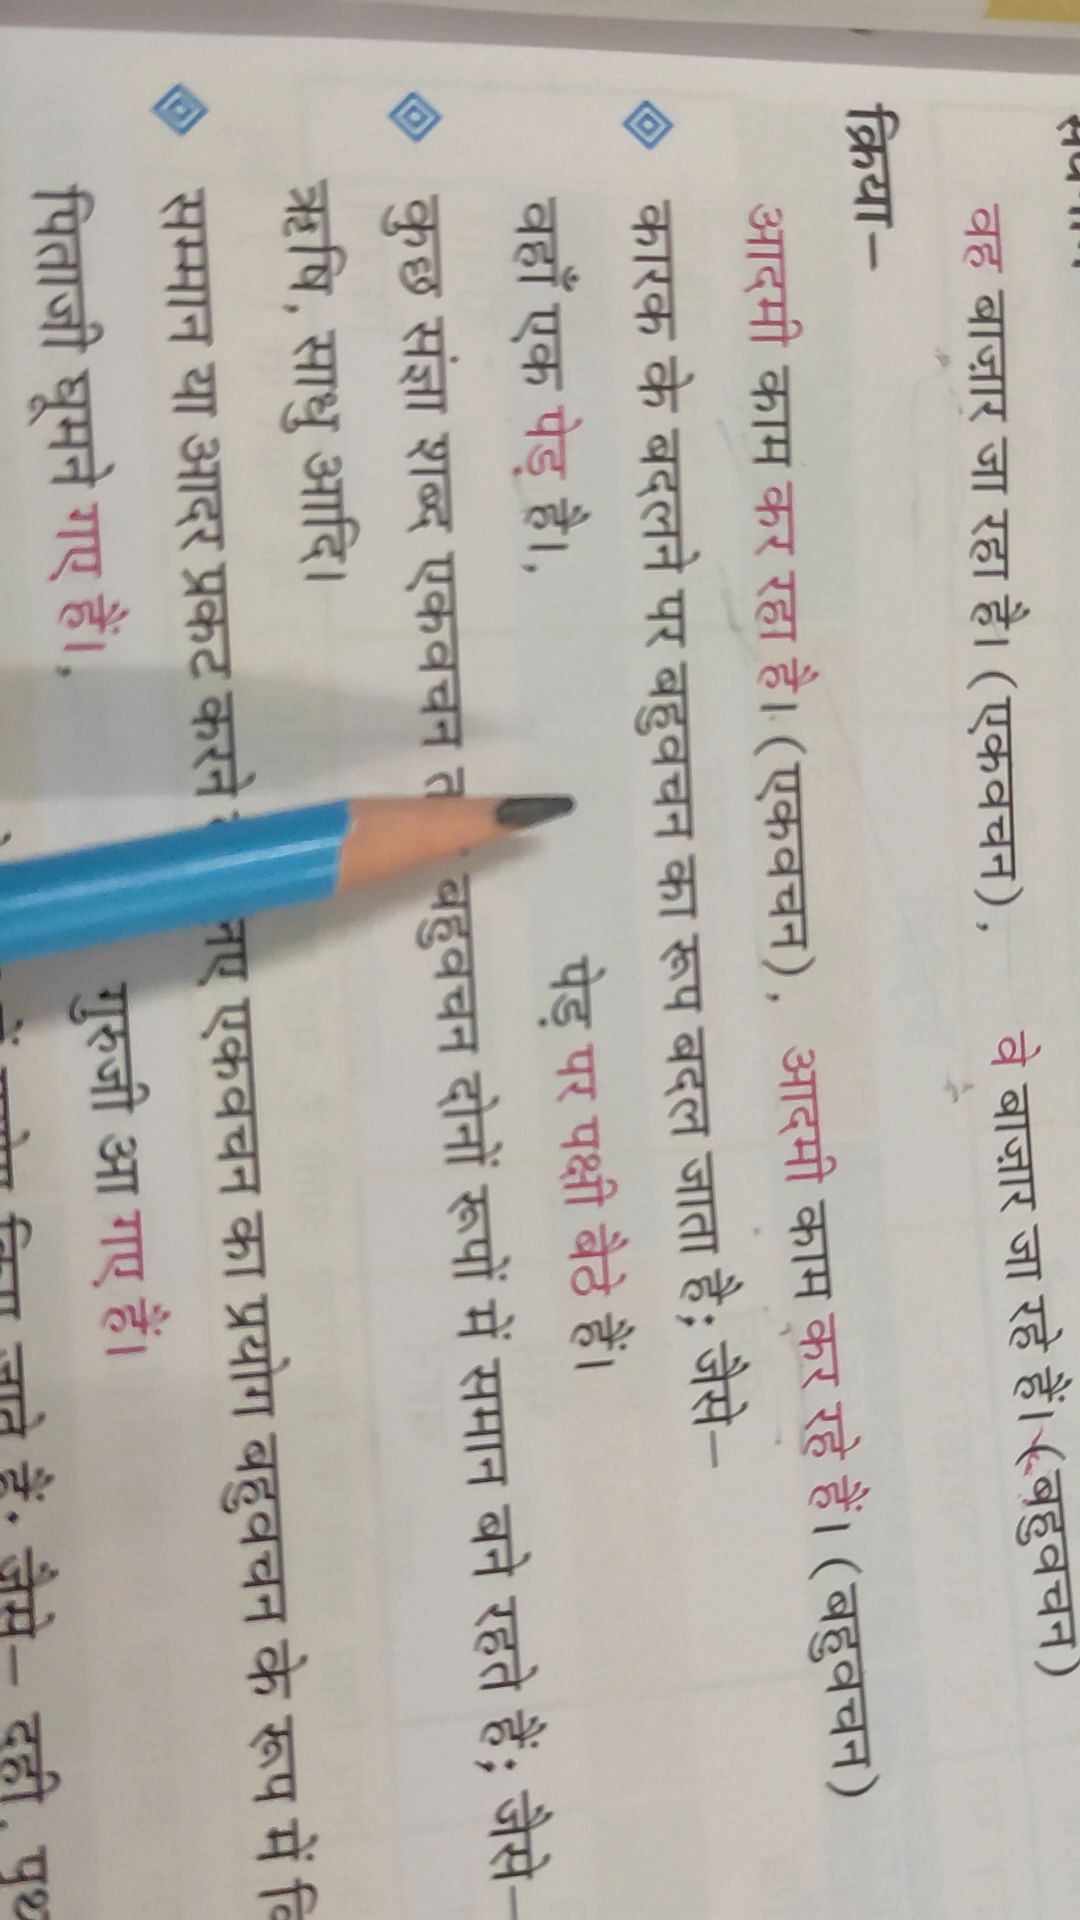 वह बाज़ार जा रहा है। (एकवचन), वे बाज़ार जा रहे हैं। (बहुवचन)
क्रिया–
आदमी काम कर रहा है। (एकवचन), आदमी काम कर रहे हैं। (बहुवचन)
कारक के बदलने पर बहुवचन का रूप बदल जाता है; जैसे–
वहाँ एक पेड़ है।, पेड़ पर पक्षी बैठे हैं।
कुछ संज्ञा शब्द एकवचन बहुवचन दोनों रूपों में समान बने रहते हैं; जैसे–
ऋषि, साधु आदि।
सम्मान या आदर प्रकट करने एकवचन का प्रयोग बहुवचन के रूप में
पिताजी घूमने गए हैं।, गुरुजी आ गए हैं।
जाते हैं; जैसे– दही,